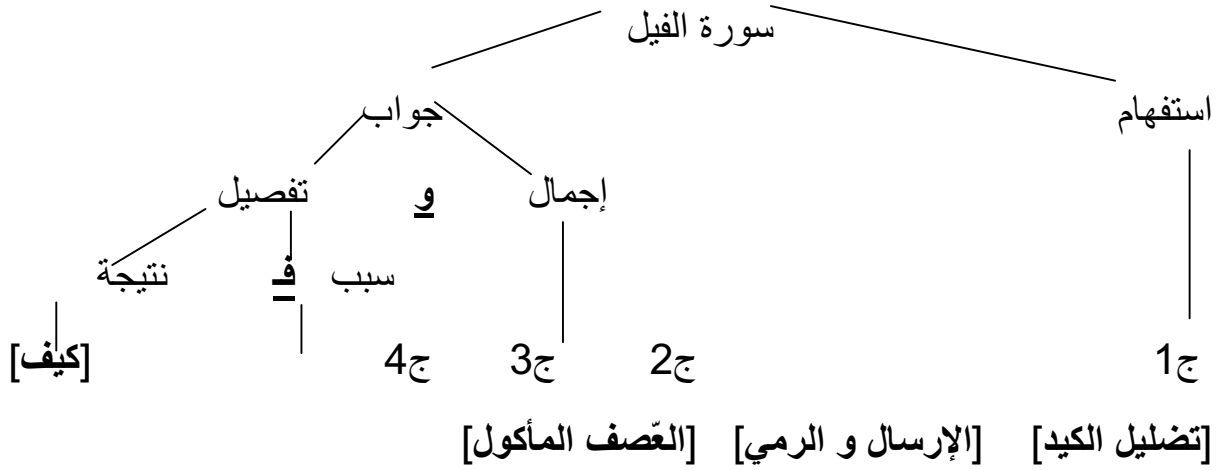 سورة الفيل
استفهام جواب
إجمال و تفصيل
سبب فـ نتيجة
ج1 ج2 ج3 ج4 [كيف]
[تضليل الكيد] [الإرسال و الرمي] [العّصف المأكول]